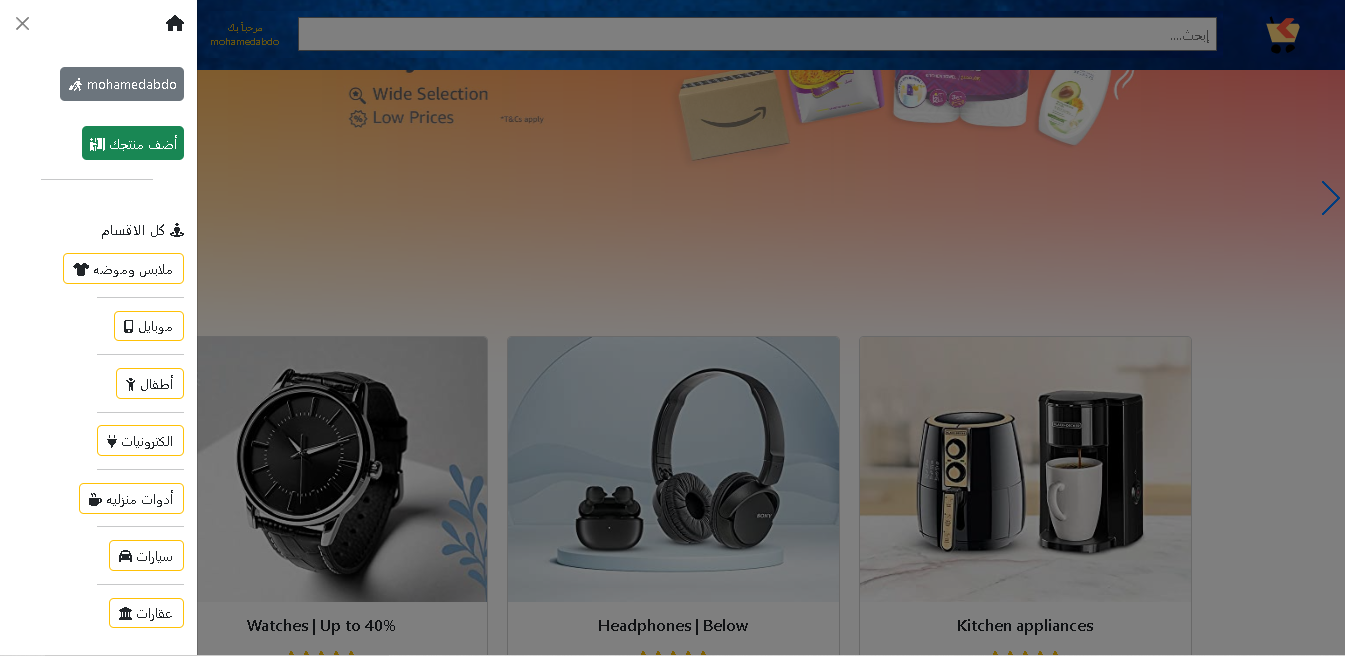 مرحباً بك
mohamedabdo
إبحث....
mohamedabdo
أضف منتجك
كل الاقسام
ملابس وموضه
موبايل
أطفال
الكترونيات
أدوات منزليه
سيارات
عقارات
Wide Selection
Low Prices
*T&Cs apply
SONY
Watches | Up to 40%
Headphones | Below
Kitchen appliances